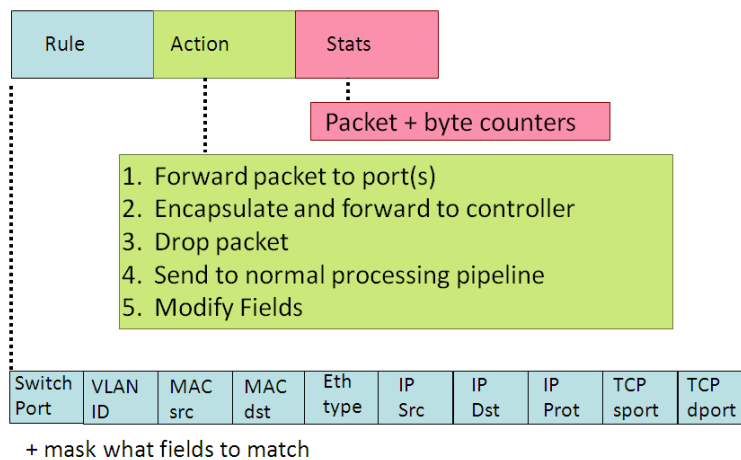 Rule Action Stats
Packet + byte counters
1. Forward packet to port(s)
2. Encapsulate and forward to controller
3. Drop packet
4. Send to normal processing pipeline
5. Modify Fields
Switch Port
VLAN ID
MAC src
MAC dst
Eth type
IP Src
IP Dst
IP Prot
TCP sport
TCP dport
+ mask what fields to match